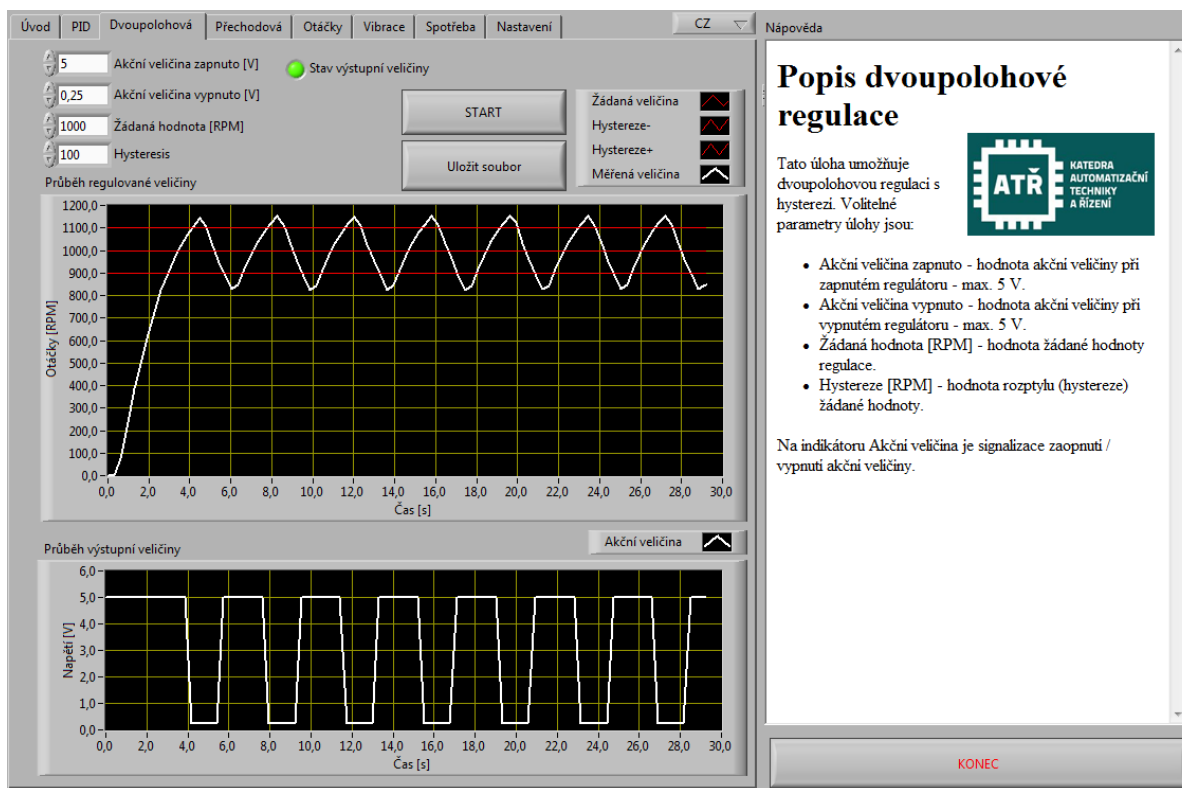 Úvod PID Dvoupolohová Přechodová Otáčky Vibrace Spotřeba Nastavení CZ
5 Akční veličina zapnuto [V]
Stav výstupní veličiny
0,25 Akční veličina vypnuto [V]
1000 Žádaná hodnota [RPM]
100 Hysteresis
START
Uložit soubor
Žádaná veličina
Hystereze-
Hystereze+
Měřená veličina
Průběh regulované veličiny
Otáčky [RPM]
1200,0
1100,0
1000,0
900,0
800,0
700,0
600,0
500,0
400,0
300,0
200,0
100,0
0,0
0,0 2,0 4,0 6,0 8,0 10,0 12,0 14,0 16,0 18,0 20,0 22,0 24,0 26,0 28,0 30,0
Čas [s]
Průběh výstupní veličiny
Akční veličina
Napětí [V]
6,0
5,0
4,0
3,0
2,0
1,0
0,0
0,0 2,0 4,0 6,0 8,0 10,0 12,0 14,0 16,0 18,0 20,0 22,0 24,0 26,0 28,0 30,0
Čas [s]
Nápověda
Popis dvoupolohové
regulace
Tato úloha umožňuje
dvoupolohovou regulaci s
hysterezi. Volitelné
parametry úlohy jsou:
ATŘ
KATEDRA
AUTOMATIZAČNÍ
TECHNIKY
A ŘÍZENÍ
• Akční veličina zapnuto - hodnota akční veličiny při
zapnutém regulátoru - max. 5 V.
• Akční veličina vypnuto - hodnota akční veličiny při
vypnutém regulátoru - max. 5 V.
• Žádaná hodnota [RPM] - hodnota žádané hodnoty
regulace.
• Hystereze [RPM] - hodnota rozptylu (hystereze)
žádané hodnoty.
Na indikátoru Akční veličina je signalizace zaopnuti /
vypnuti akční veličiny.
KONEC